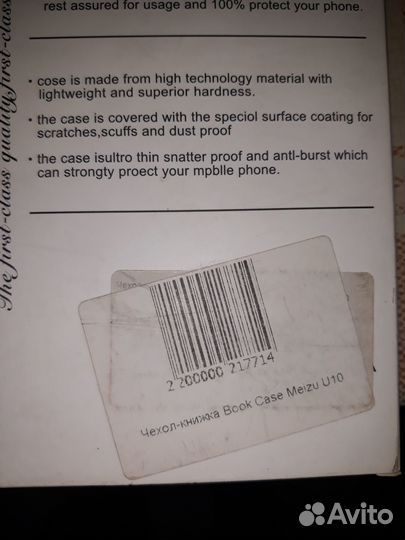 rest assured for usage and 100% protect your phone.
The first-class quality, first-class
· cose is made from high technology material with
lightweight and superior hardness.
· the case is covered with the speciol surface coating for
scratches,scuffs and dust proof
· the case isultro thin snatter proof and antl-burst which
can strongty proect your mpblle phone.
Чехол-
2 200000 217714
Чехол-книжка Book Case Meizu U10
Avito